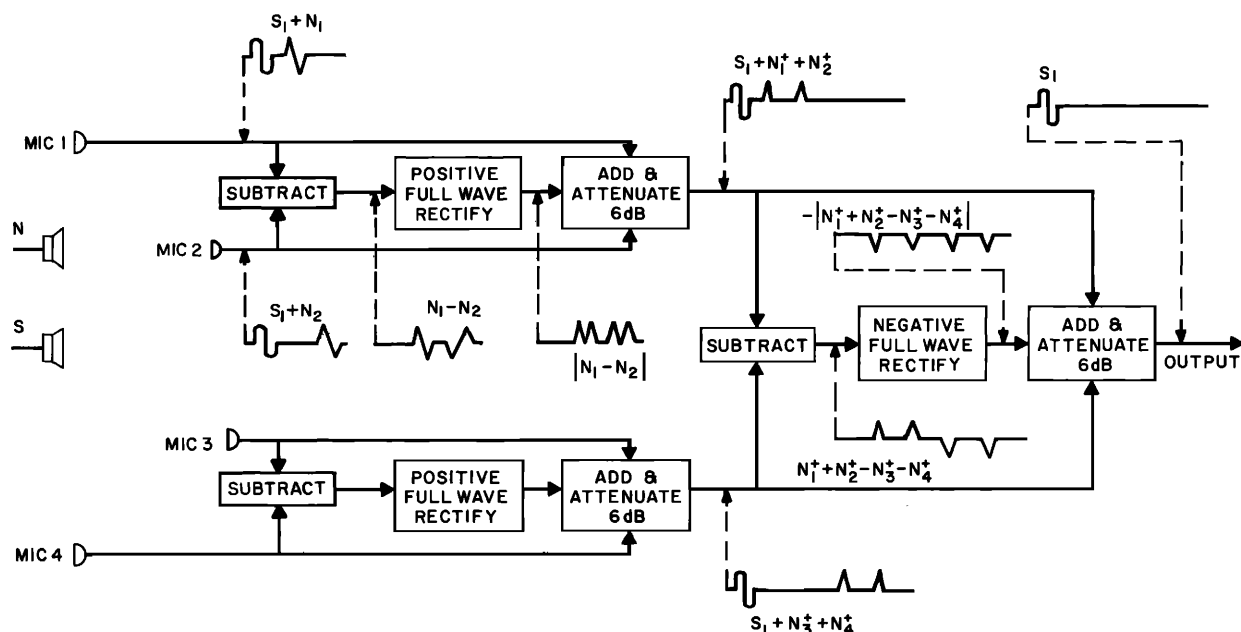 S₁ + N₁
MIC 1
SUBTRACT
POSITIVE
FULL WAVE
RECTIFY
ADD &
ATTENUATE
6dB
S₁ + N₁⁺ + N₂⁺
S₁
N
MIC 2
S
S₁ + N₂
N₁ – N₂
|N₁ – N₂|
–|N₁⁺ + N₂⁺ – N₃⁺ – N₄⁺|
SUBTRACT
NEGATIVE
FULL WAVE
RECTIFY
ADD &
ATTENUATE
6dB
OUTPUT
N₁⁺ + N₂⁺ – N₃⁺ – N₄⁺
MIC 3
SUBTRACT
POSITIVE
FULL WAVE
RECTIFY
ADD &
ATTENUATE
6dB
MIC 4
S₁ + N₃⁺ + N₄⁺